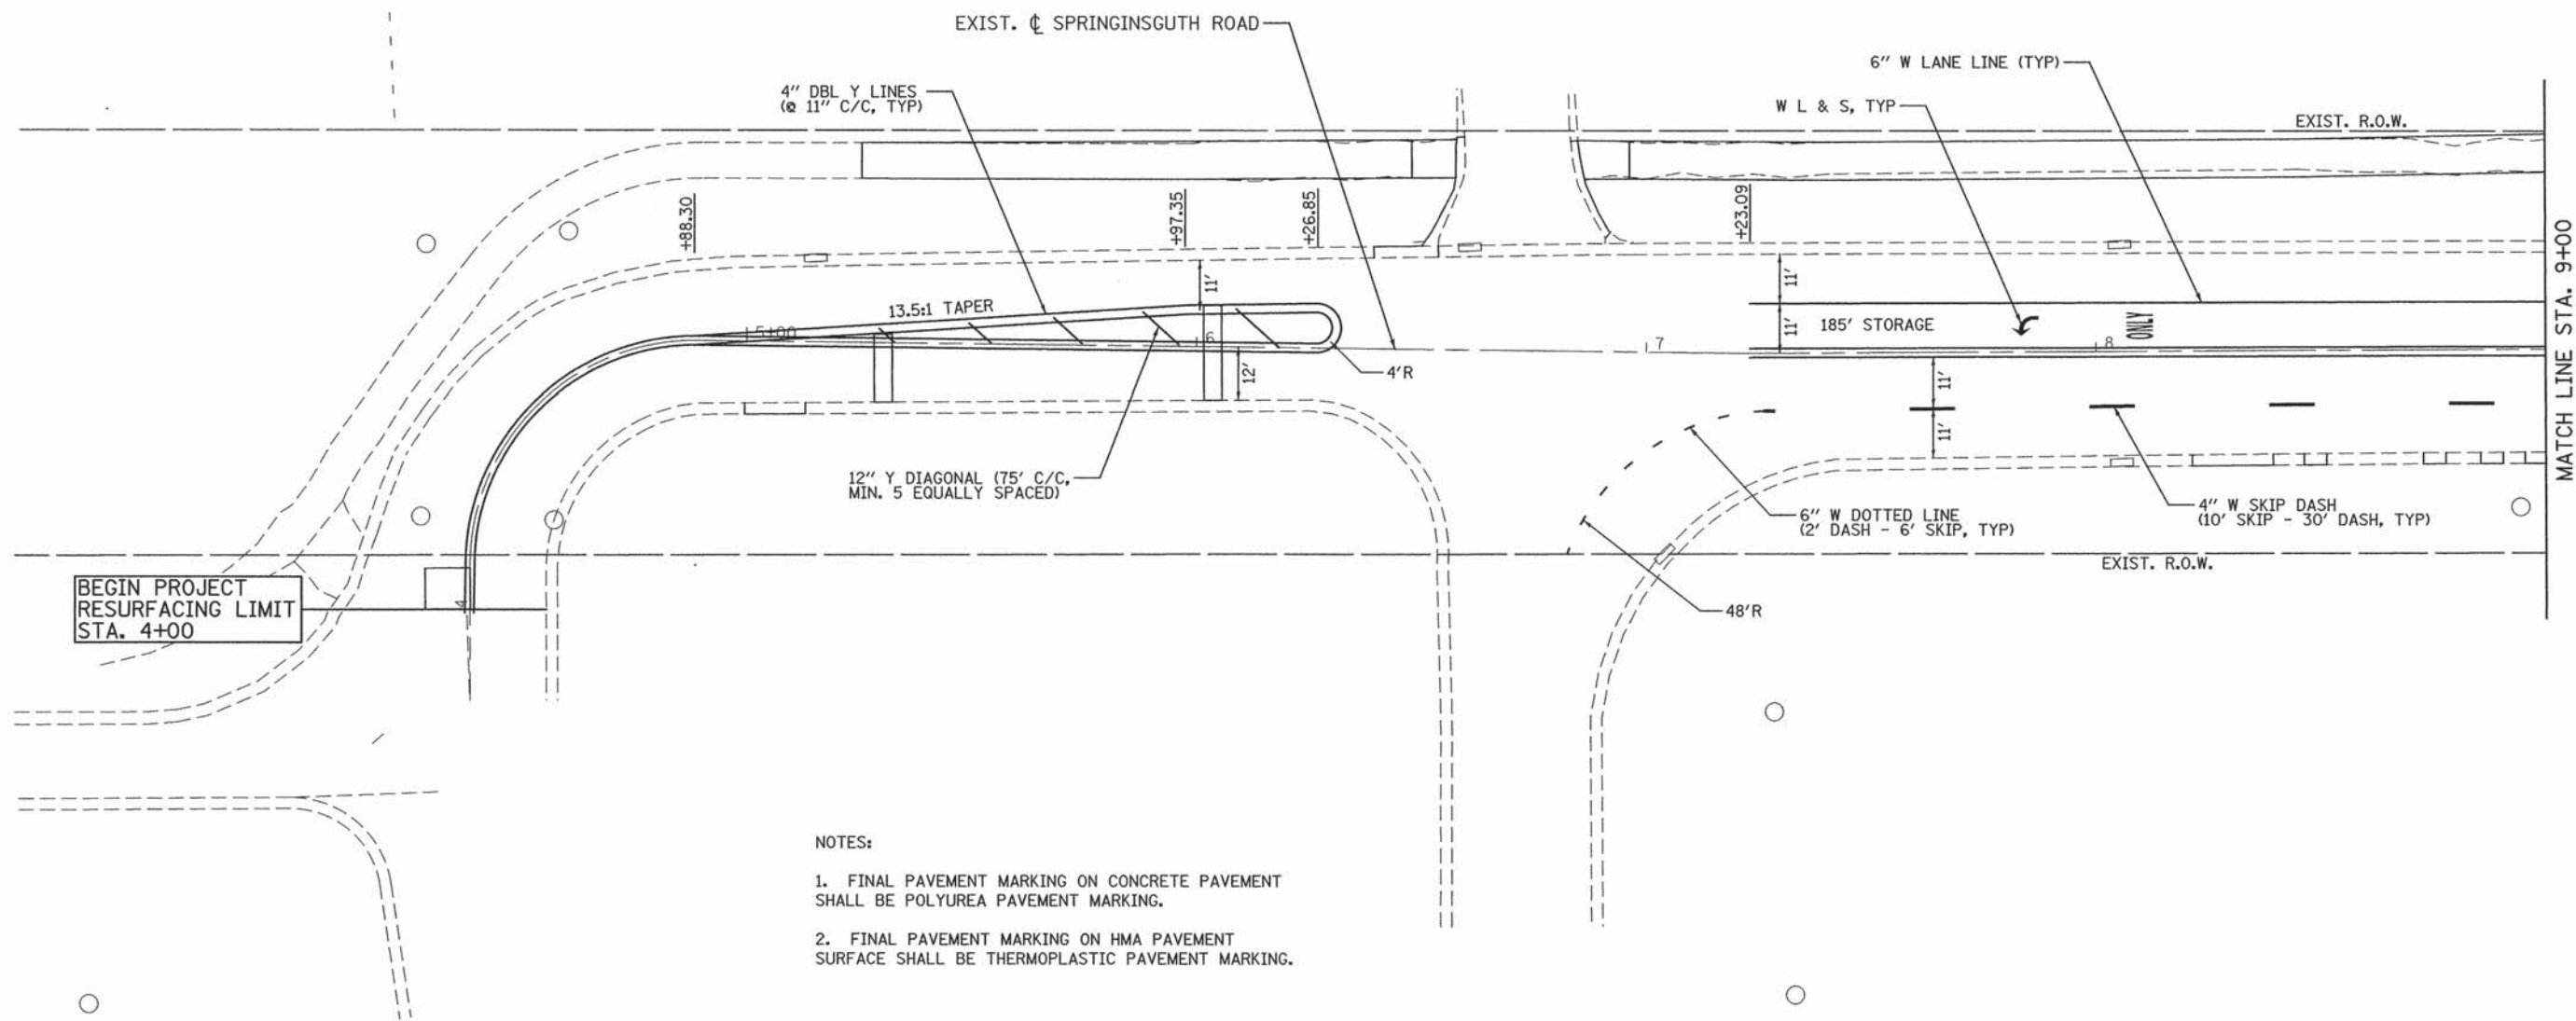 EXIST. ℄ SPRINGINSGUTH ROAD
6" W LANE LINE (TYP)
4" DBL Y LINES
(@ 11" C/C, TYP)
W L & S, TYP
EXIST. R.O.W.
+88.30
+97.35
+26.85
+23.09
MATCH LINE STA. 9+00
11'
11'
13.5:1 TAPER
5+00
6
7
8
11'
185' STORAGE
ONLY
4'R
12'
11'
11'
12" Y DIAGONAL (75' C/C,
MIN. 5 EQUALLY SPACED)
6" W DOTTED LINE
(2' DASH - 6' SKIP, TYP)
4" W SKIP DASH
(10' SKIP - 30' DASH, TYP)
EXIST. R.O.W.
BEGIN PROJECT
RESURFACING LIMIT
STA. 4+00
4
48'R
NOTES:
1. FINAL PAVEMENT MARKING ON CONCRETE PAVEMENT
SHALL BE POLYUREA PAVEMENT MARKING.
2. FINAL PAVEMENT MARKING ON HMA PAVEMENT
SURFACE SHALL BE THERMOPLASTIC PAVEMENT MARKING.